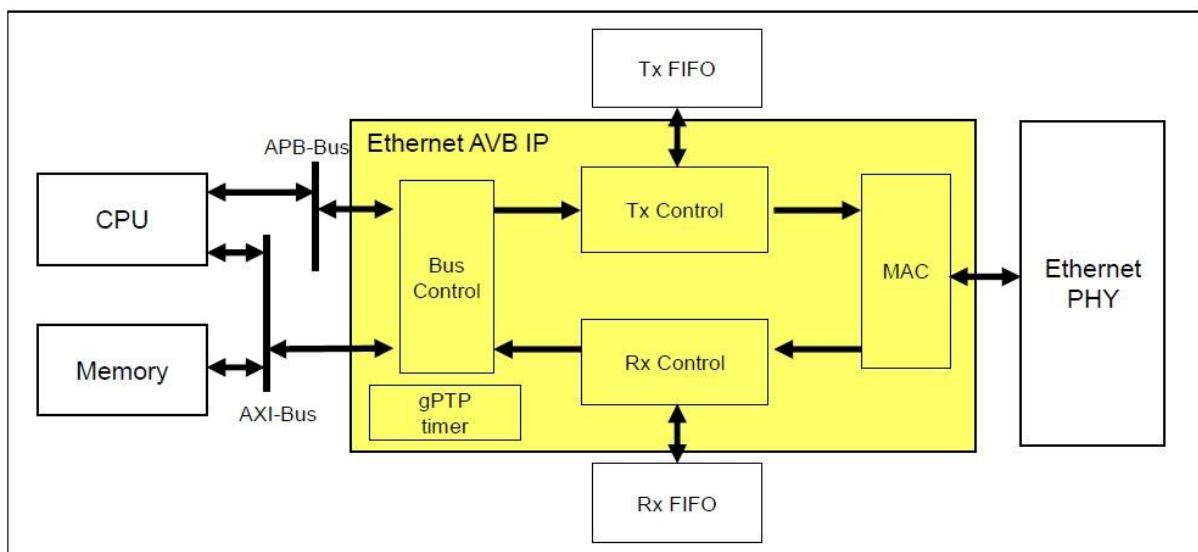 Tx FIFO
Ethernet AVB IP
APB-Bus
CPU
Tx Control
Bus
Control
MAC
Ethernet
PHY
Memory
Rx Control
AXI-Bus
gPTP
timer
Rx FIFO